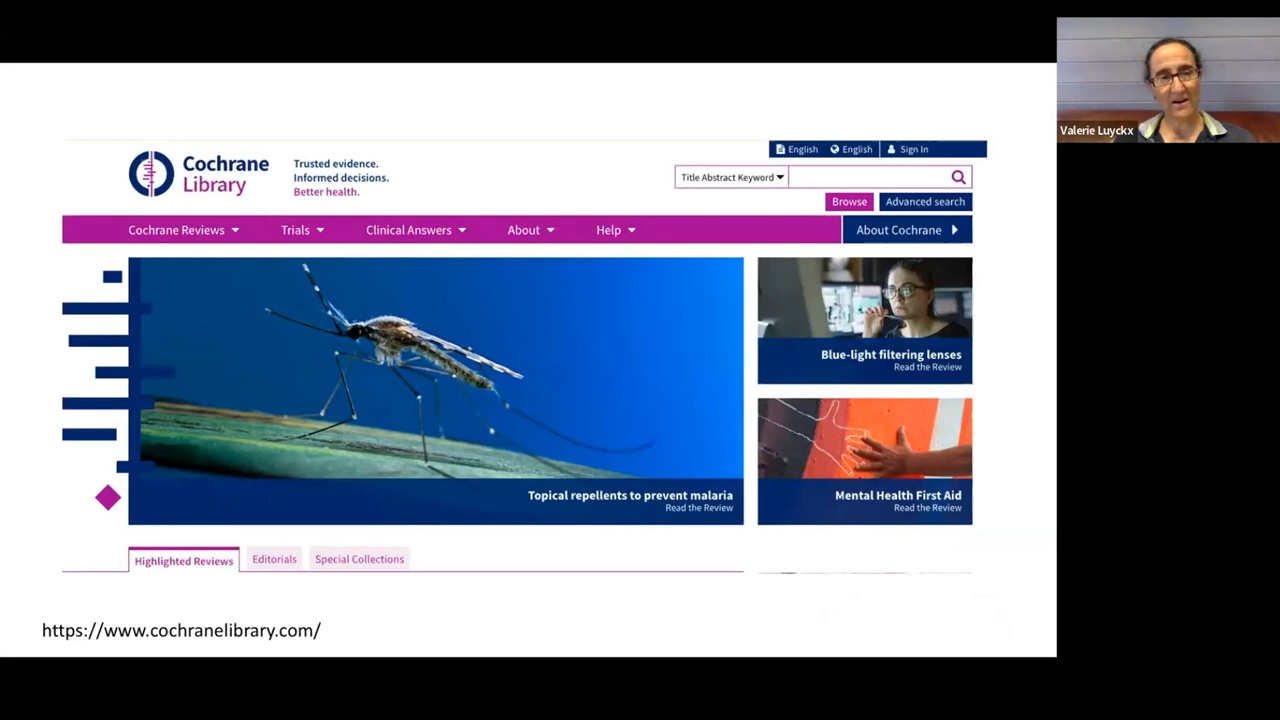 Valerie Luyckx
Cochrane
Library
Trusted evidence.
Informed decisions.
Better health.
English
English
Sign In
Title Abstract Keyword
Browse
Advanced search
Cochrane Reviews
Trials
Clinical Answers
About
Help
About Cochrane
Topical repellents to prevent malaria
Read the Review
Blue-light filtering lenses
Read the Review
Mental Health First Aid
Read the Review
Highlighted Reviews
Editorials
Special Collections
https://www.cochranelibrary.com/